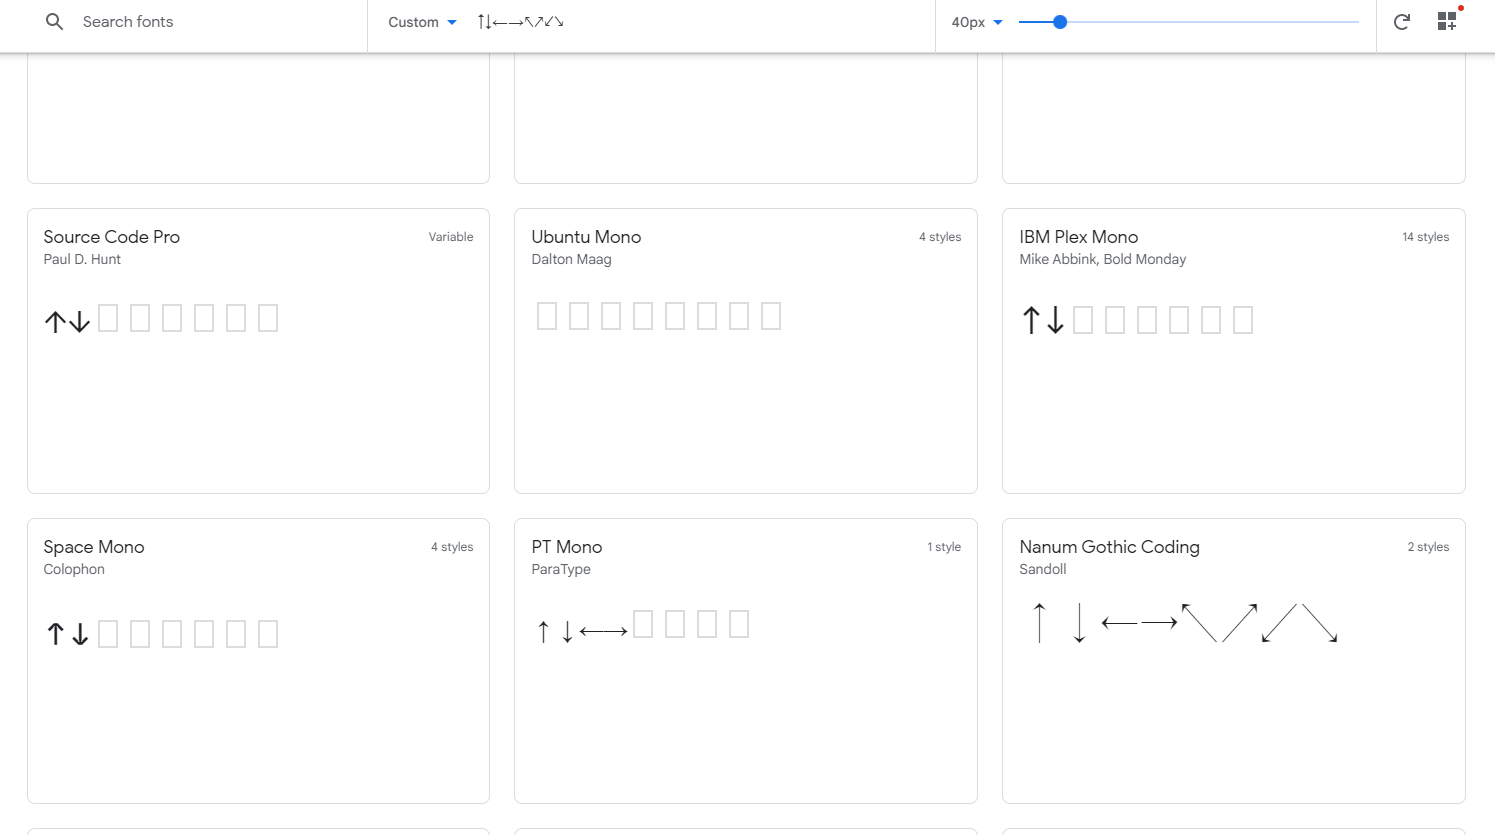 Search fonts
Custom
↑↓←→↖↗↙↘
40px
Source Code Pro
Variable
Paul D. Hunt
↑↓
Ubuntu Mono
4 styles
Dalton Maag
IBM Plex Mono
14 styles
Mike Abbink, Bold Monday
↑↓
Space Mono
4 styles
Colophon
↑↓
PT Mono
1 style
ParaType
↑↓←→
Nanum Gothic Coding
2 styles
Sandoll
↑↓←→↖↗↙↘